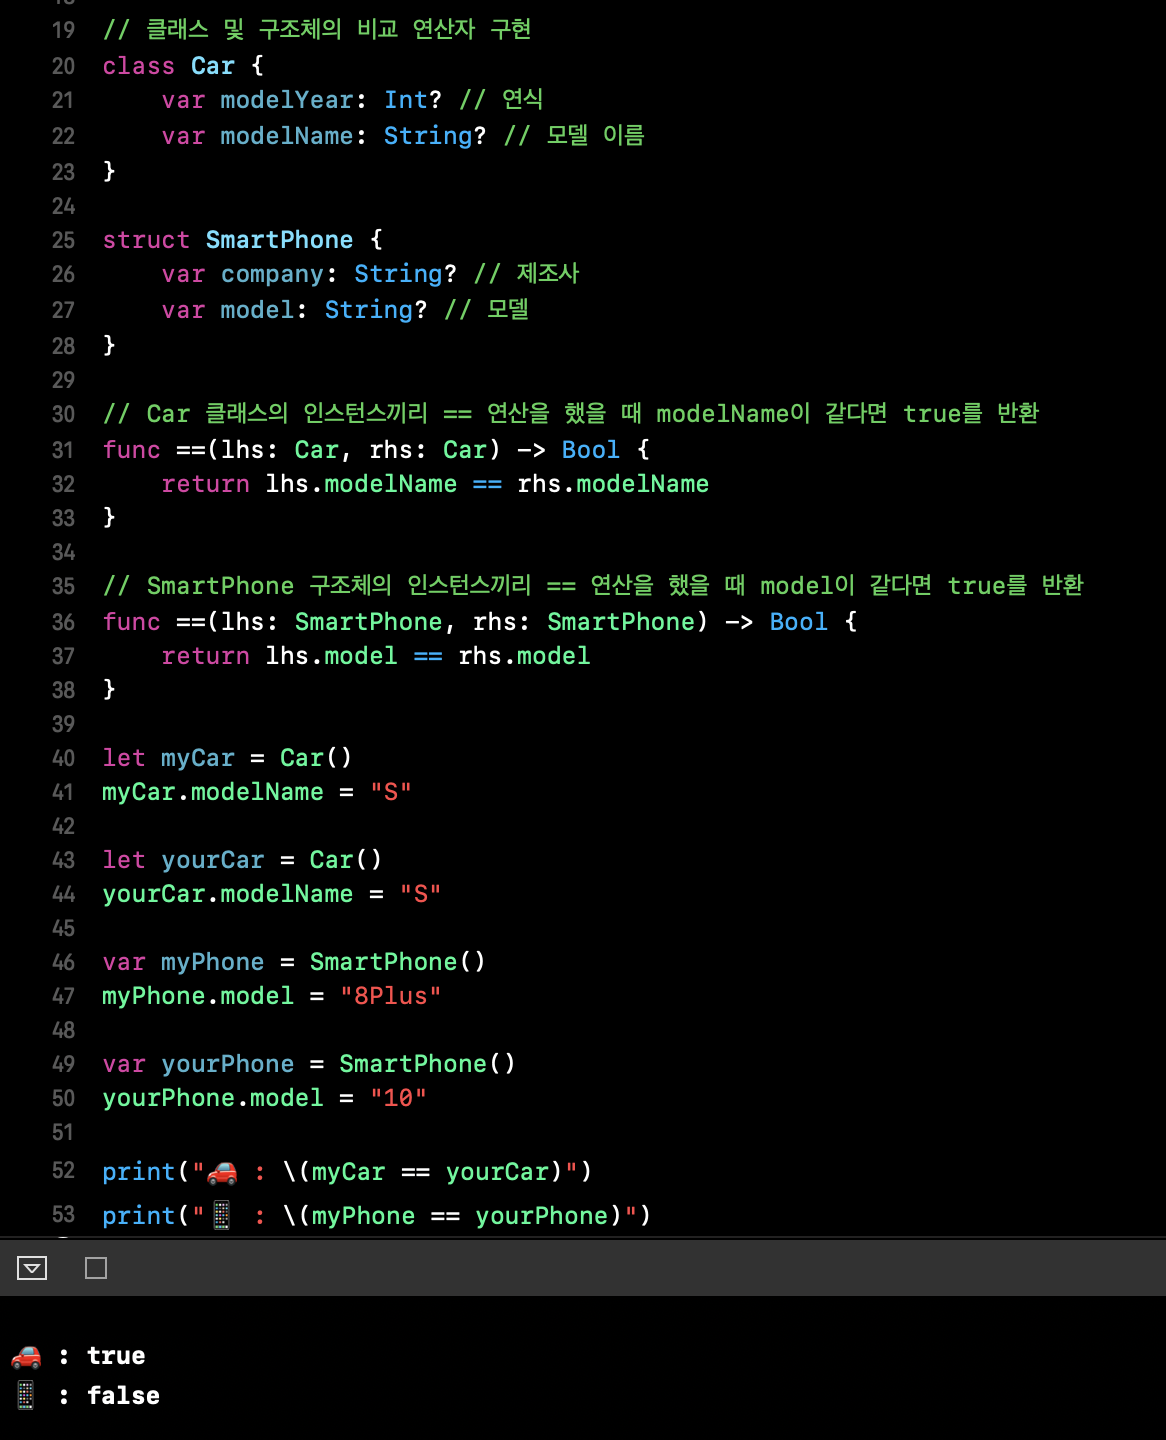 19 // 클래스 및 구조체의 비교 연산자 구현
20 class Car {
21     var modelYear: Int? // 연식
22     var modelName: String? // 모델 이름
23 }
24
25 struct SmartPhone {
26     var company: String? // 제조사
27     var model: String? // 모델
28 }
29
30 // Car 클래스의 인스턴스끼리 == 연산을 했을 때 modelName이 같다면 true를 반환
31 func ==(lhs: Car, rhs: Car) -> Bool {
32     return lhs.modelName == rhs.modelName
33 }
34
35 // SmartPhone 구조체의 인스턴스끼리 == 연산을 했을 때 model이 같다면 true를 반환
36 func ==(lhs: SmartPhone, rhs: SmartPhone) -> Bool {
37     return lhs.model == rhs.model
38 }
39
40 let myCar = Car()
41 myCar.modelName = "S"
42
43 let yourCar = Car()
44 yourCar.modelName = "S"
45
46 var myPhone = SmartPhone()
47 myPhone.model = "8Plus"
48
49 var yourPhone = SmartPhone()
50 yourPhone.model = "10"
51
52 print("🚗 : \(myCar == yourCar)")
53 print("📱 : \(myPhone == yourPhone)")
🚗 : true
📱 : false